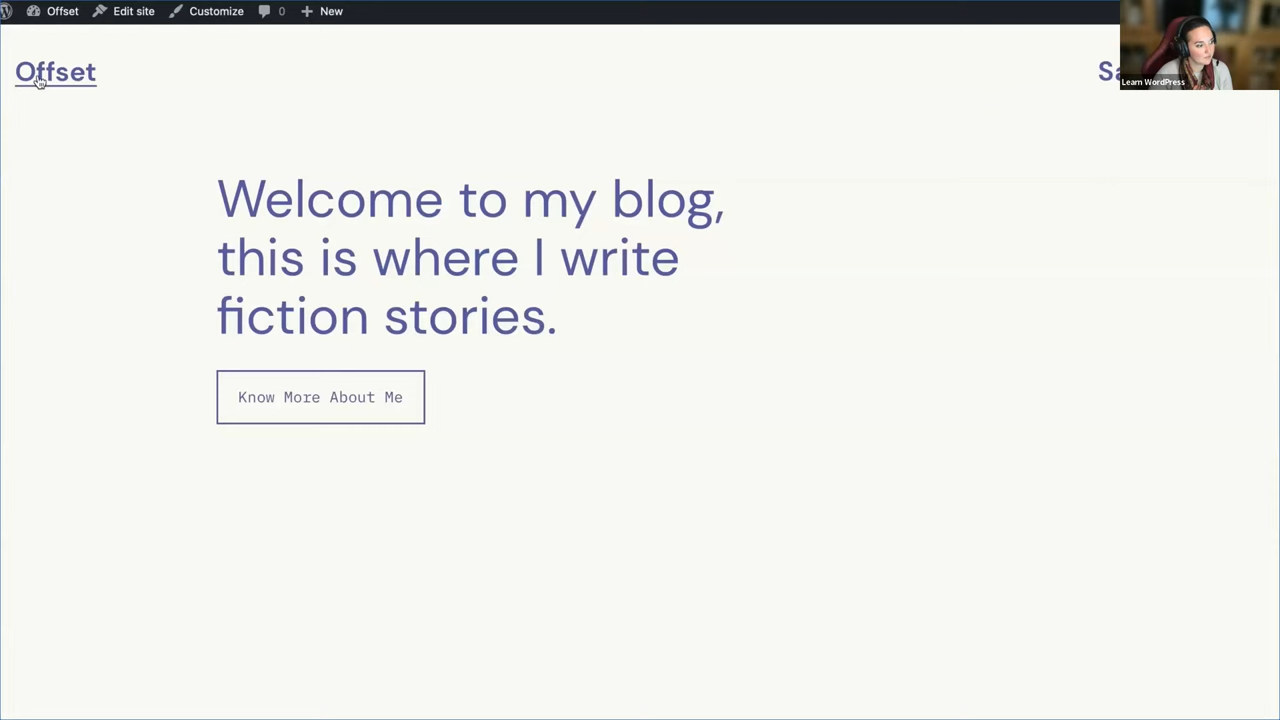 Offset Edit site Customize 0 New
Offset
Learn WordPress
Welcome to my blog,
this is where I write
fiction stories.
Know More About Me